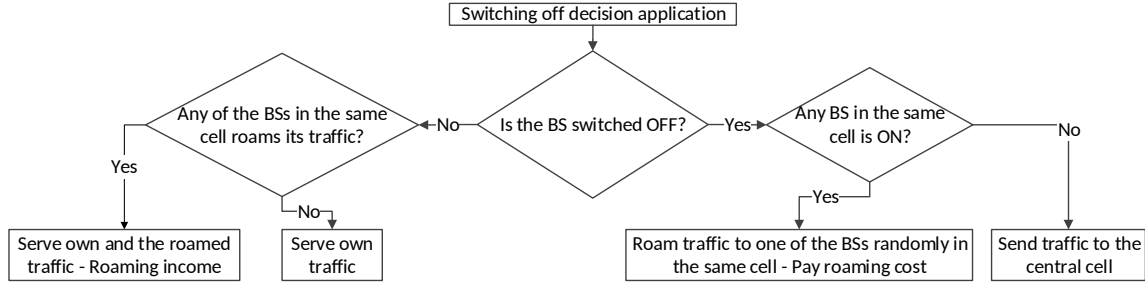 Switching off decision application
Any of the BSs in the same
cell roams its traffic?
No
Is the BS switched OFF?
Yes
Any BS in the same
cell is ON?
No
Yes
No
Yes
Serve own and the roamed
traffic - Roaming income
Serve own
traffic
Roam traffic to one of the BSs randomly in
the same cell - Pay roaming cost
Send traffic to the
central cell